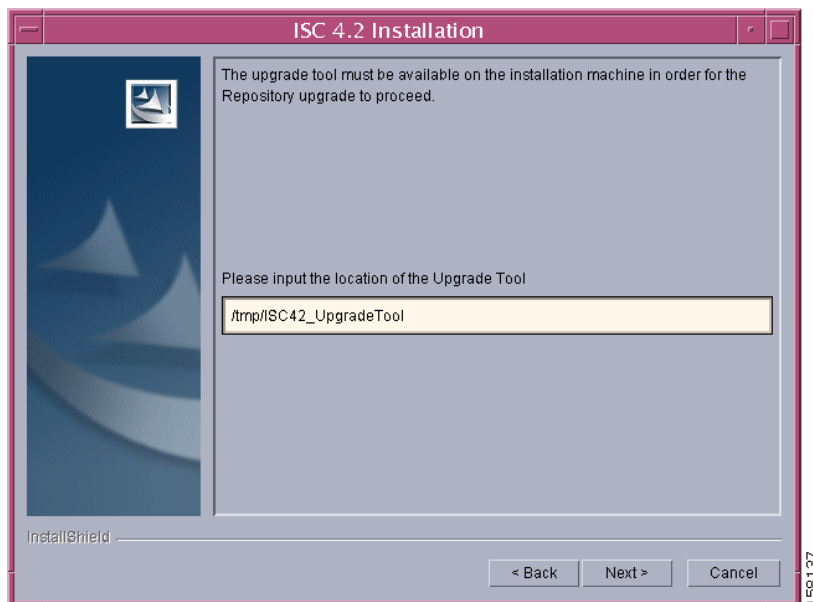 ISC 4.2 Installation
The upgrade tool must be available on the installation machine in order for the
Repository upgrade to proceed.
Please input the location of the Upgrade Tool
/tmp/ISC42_UpgradeTool
InstallShield
< Back
Next >
Cancel
159137